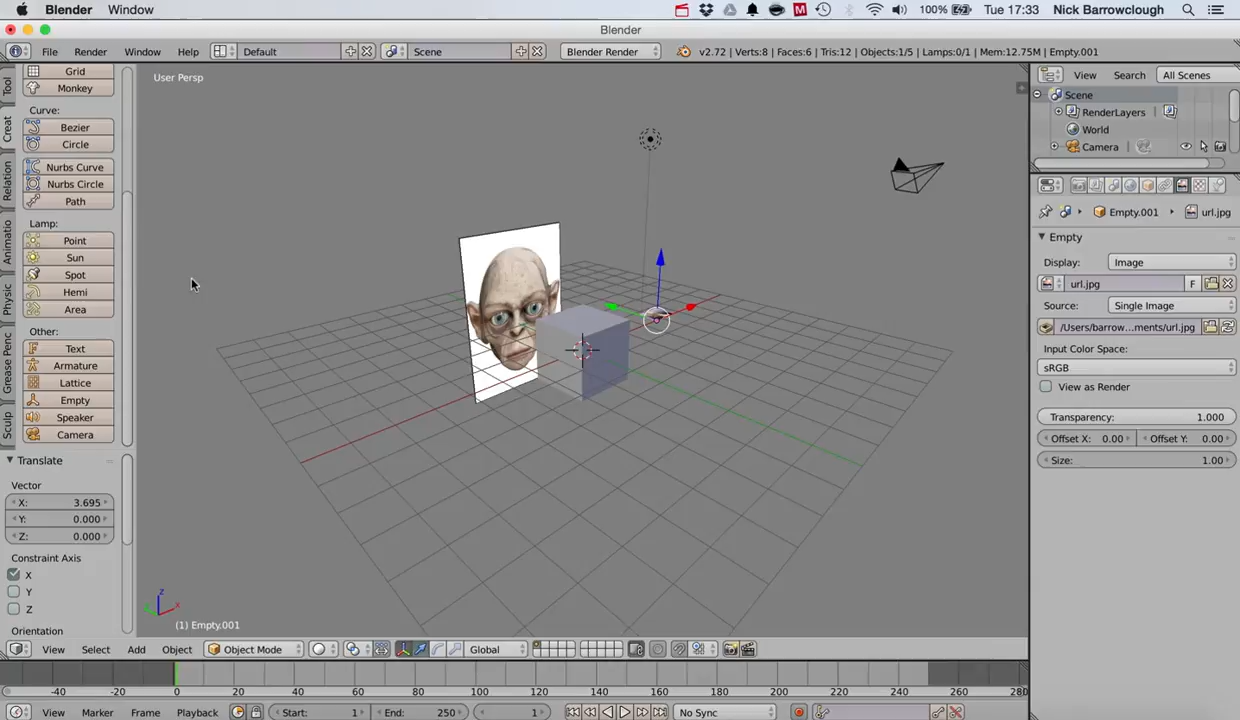 Blender Window 100% Tue 17:33 Nick Barrowclough
Blender
File Render Window Help Default Scene Blender Render v2.72 | Verts:8 | Faces:6 | Tris:12 | Objects:1/5 | Lamps:0/1 | Mem:12.75M | Empty.001
View Search All Scenes
Scene
RenderLayers
World
Camera
Empty.001 url.jpg
Empty
Display: Image
url.jpg F
Source: Single Image
/Users/barrow...ments/url.jpg
Input Color Space:
sRGB
View as Render
Transparency: 1.000
Offset X: 0.00 Offset Y: 0.00
Size: 1.00
Tool
Creat
Relation
Animatio
Physic
Grease Penc
Sculp
Grid
Monkey
Curve:
Bezier
Circle
Nurbs Curve
Nurbs Circle
Path
Lamp:
Point
Sun
Spot
Hemi
Area
Other:
Text
Armature
Lattice
Empty
Speaker
Camera
Translate
Vector
X: 3.695
Y: 0.000
Z: 0.000
Constraint Axis
X
Y
Z
Orientation
User Persp
z
x
(1) Empty.001
View Select Add Object Object Mode Global
-40 -20 0 20 40 60 80 100 120 140 160 180 200 220 240 260 280
View Marker Frame Playback Start: 1 End: 250 1 No Sync